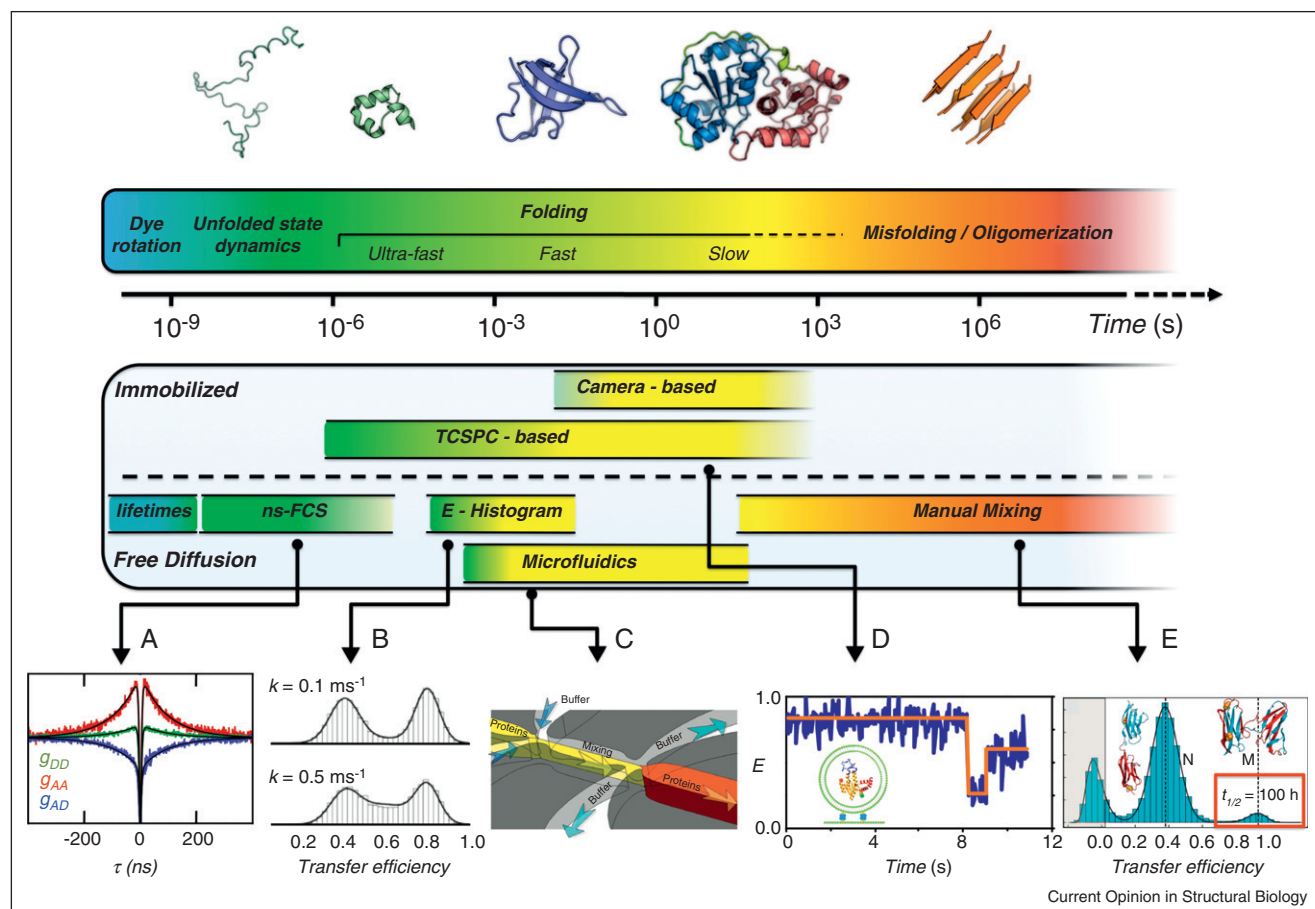 Dye
rotation
Unfolded state
dynamics
Folding
Ultra-fast
Fast
Slow
Misfolding / Oligomerization
10-9
10-6
10-3
100
103
106
Time (s)
Immobilized
Camera - based
TCSPC - based
lifetimes
ns-FCS
E - Histogram
Manual Mixing
Free Diffusion
Microfluidics
A
B
C
D
E
gDD
gAA
gAD
-200
0
200
τ (ns)
k = 0.1 ms-1
k = 0.5 ms-1
0.2
0.4
0.6
0.8
1.0
Transfer efficiency
Buffer
Proteins
Mixing
Buffer
Buffer
Proteins
1.0
E
0.0
0
4
8
12
Time (s)
N
M
t1/2 = 100 h
0.0
0.2
0.4
0.6
0.8
1.0
Transfer efficiency
Current Opinion in Structural Biology